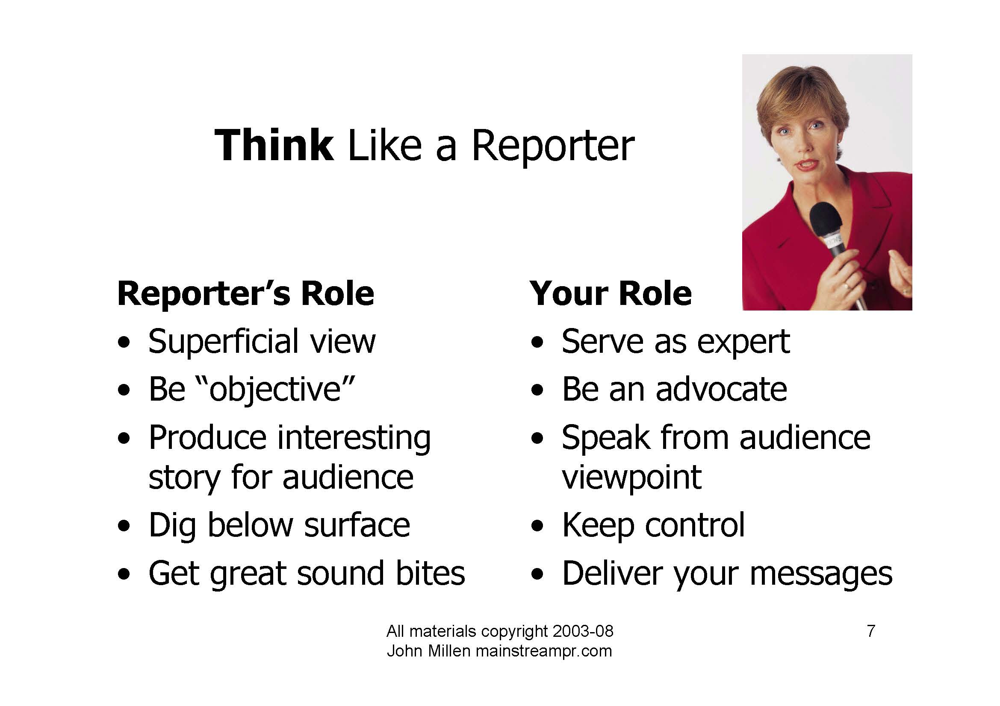 Think Like a Reporter
Reporter’s Role
• Superficial view
• Be “objective”
• Produce interesting
story for audience
• Dig below surface
• Get great sound bites
Your Role
• Serve as expert
• Be an advocate
• Speak from audience
viewpoint
• Keep control
• Deliver your messages
All materials copyright 2003-08
John Millen mainstreampr.com
7